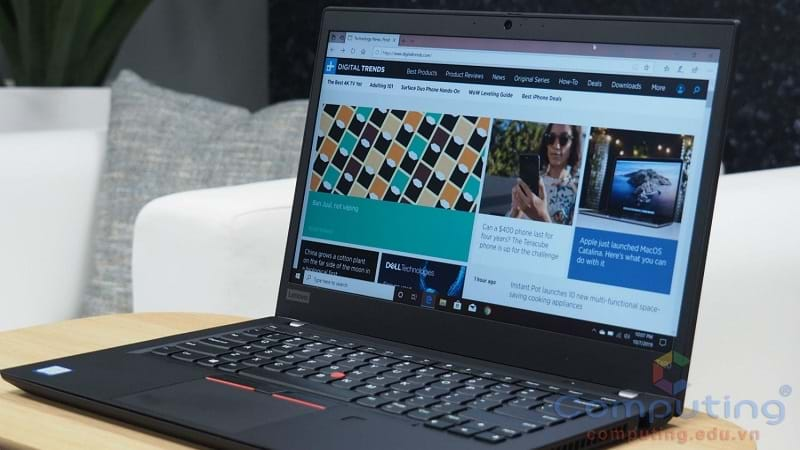 Technology News, Prod
https://www.digitaltrends.com/
DIGITAL TRENDS
Best Products
Product Reviews
News
Original Series
How-To
Deals
Downloads
More
The Best 4K TV Yet
Adulting 101
Surface Duo Phone Hands-On
WoW Leveling Guide
Best iPhone Deals
Ban Juul, not vaping
Can a $400 phone last for
four years? The Teracube
phone is up for the challenge
Apple just launched MacOS
Catalina. Here's what you can
do with it
China grows a cotton plant
on the far side of the moon in
DELL Technologies
1 hour ago
Instant Pot launches 10 new multi-functional space-
saving cooking appliances
Type here to search
10:07 PM
10/7/2019
Lenovo
Computing®
computing.edu.vn